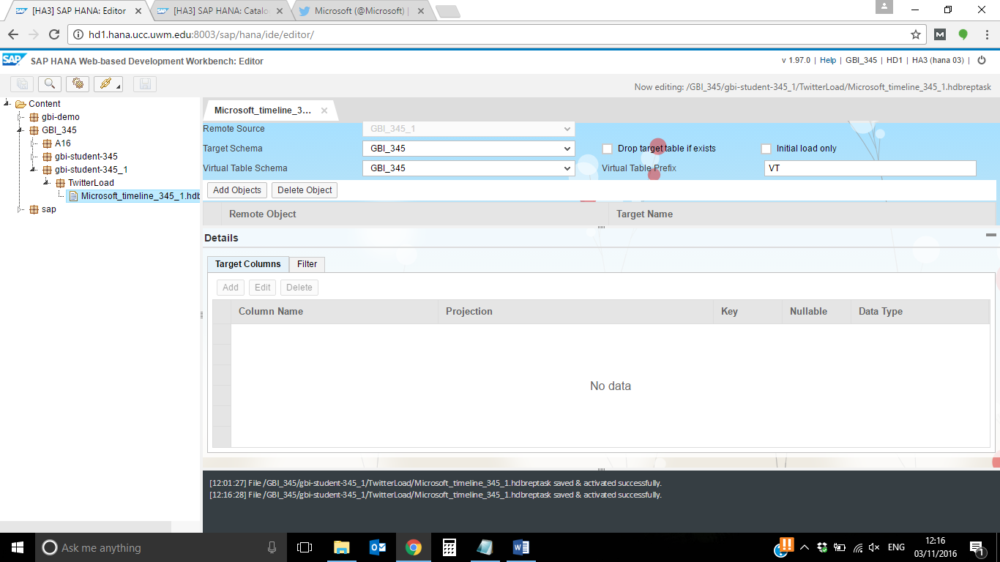 [HA3] SAP HANA: Editor
[HA3] SAP HANA: Catalo
Microsoft (@Microsoft) |
hd1.hana.ucc.uwm.edu:8003/sap/hana/ide/editor/
SAP SAP HANA Web-based Development Workbench: Editor
v 1.97.0 | Help | GBI_345 | HD1 | HA3 (hana 03) |
Now editing: /GBI_345/gbi-student-345_1/TwitterLoad/Microsoft_timeline_345_1.hdbreptask
Content
gbi-demo
GBI_345
A16
gbi-student-345
gbi-student-345_1
TwitterLoad
Microsoft_timeline_345_1.hdb
sap
Microsoft_timeline_3...
Remote Source GBI_345_1
Target Schema GBI_345 Drop target table if exists Initial load only
Virtual Table Schema GBI_345 Virtual Table Prefix VT
Add Objects Delete Object
Remote Object Target Name
Details
Target Columns Filter
Add Edit Delete
Column Name Projection Key Nullable Data Type
No data
[12:01:27] File /GBI_345/gbi-student-345_1/TwitterLoad/Microsoft_timeline_345_1.hdbreptask saved & activated successfully.
[12:16:28] File /GBI_345/gbi-student-345_1/TwitterLoad/Microsoft_timeline_345_1.hdbreptask saved & activated successfully.
Ask me anything
ENG
12:16
03/11/2016
1